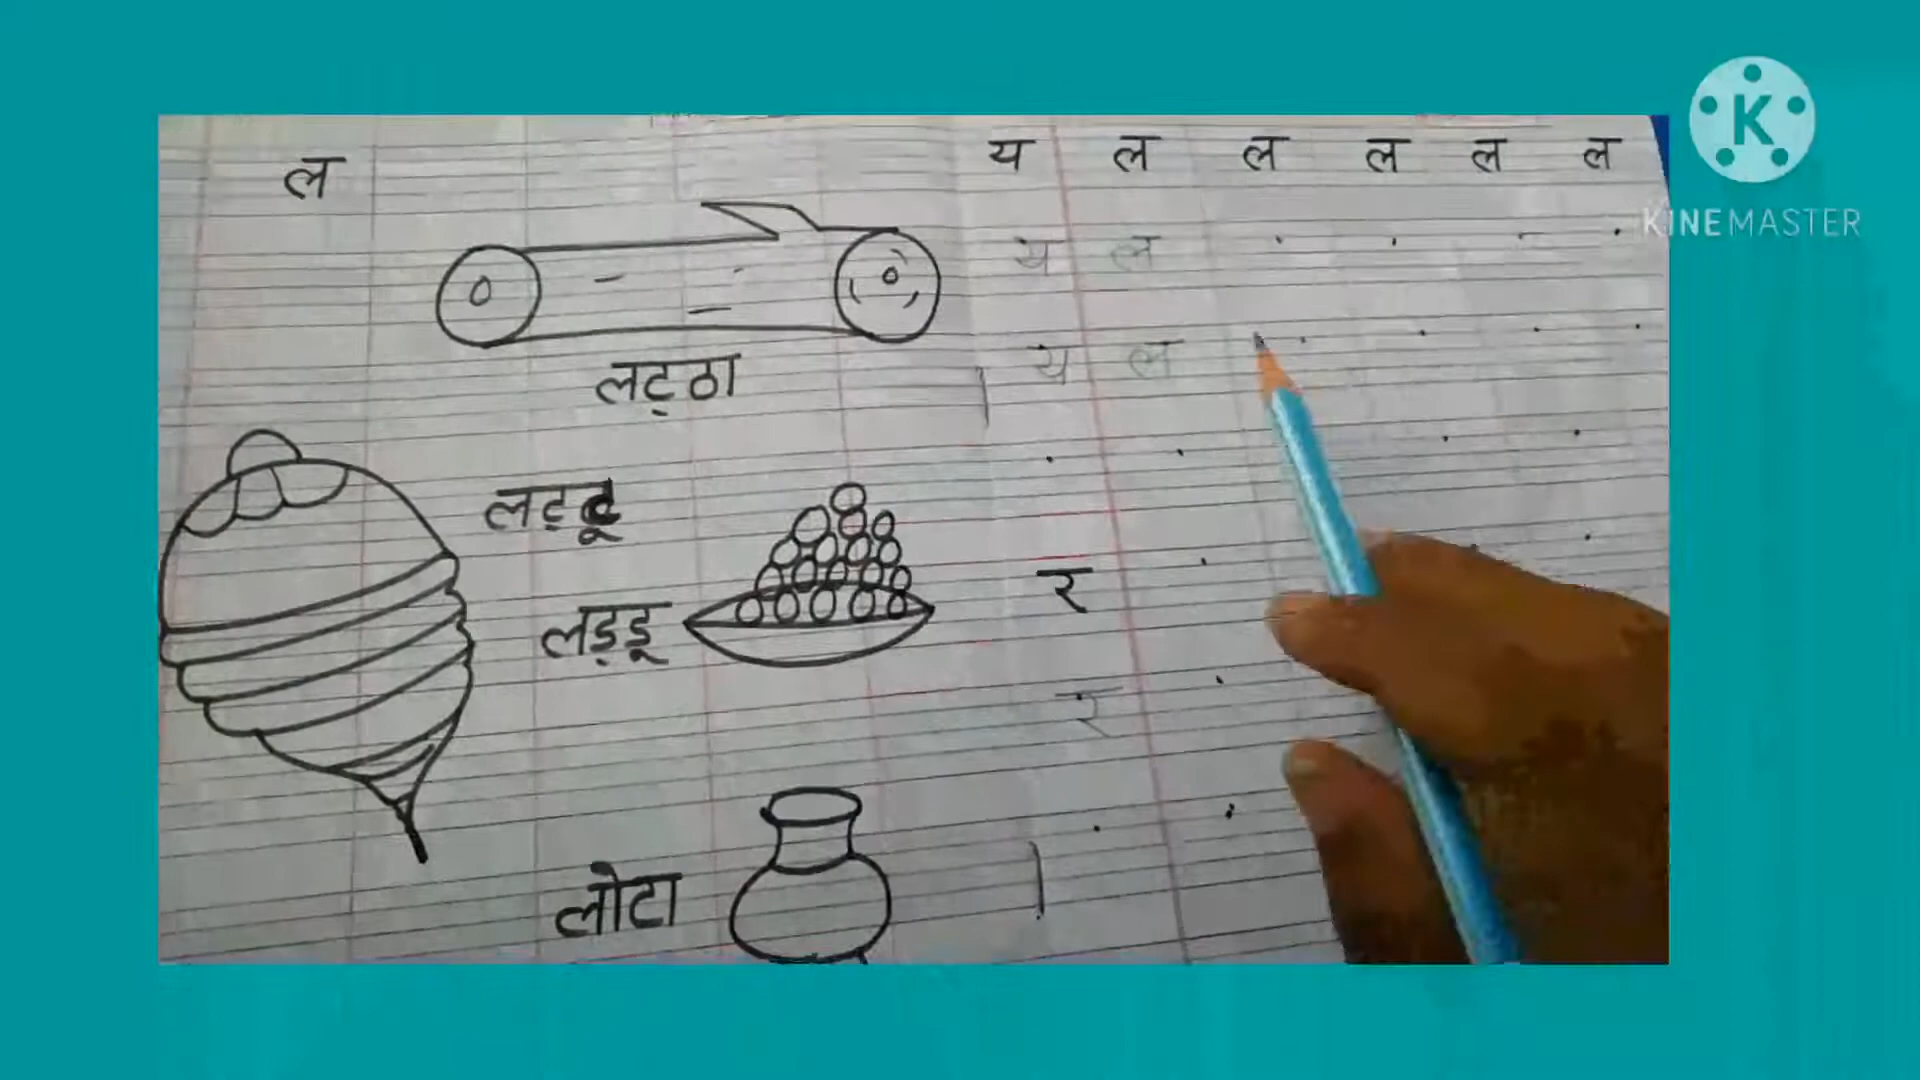 ल
य ल ल ल ल ल
य ल
लट्ठा
य ल
लट्टू
लड्डू
र
र
लोटा
K
KINEMASTER